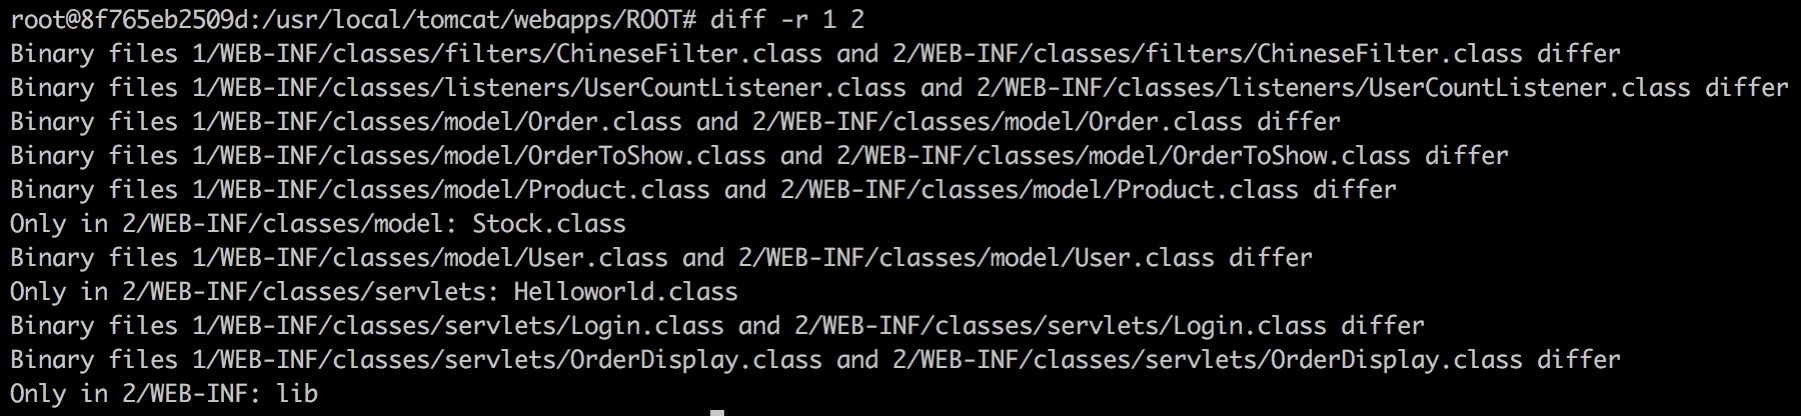 root@8f765eb2509d:/usr/local/tomcat/webapps/ROOT# diff -r 1 2
Binary files 1/WEB-INF/classes/filters/ChineseFilter.class and 2/WEB-INF/classes/filters/ChineseFilter.class differ
Binary files 1/WEB-INF/classes/listeners/UserCountListener.class and 2/WEB-INF/classes/listeners/UserCountListener.class differ
Binary files 1/WEB-INF/classes/model/Order.class and 2/WEB-INF/classes/model/Order.class differ
Binary files 1/WEB-INF/classes/model/OrderToShow.class and 2/WEB-INF/classes/model/OrderToShow.class differ
Binary files 1/WEB-INF/classes/model/Product.class and 2/WEB-INF/classes/model/Product.class differ
Only in 2/WEB-INF/classes/model: Stock.class
Binary files 1/WEB-INF/classes/model/User.class and 2/WEB-INF/classes/model/User.class differ
Only in 2/WEB-INF/classes/servlets: Helloworld.class
Binary files 1/WEB-INF/classes/servlets/Login.class and 2/WEB-INF/classes/servlets/Login.class differ
Binary files 1/WEB-INF/classes/servlets/OrderDisplay.class and 2/WEB-INF/classes/servlets/OrderDisplay.class differ
Only in 2/WEB-INF: lib